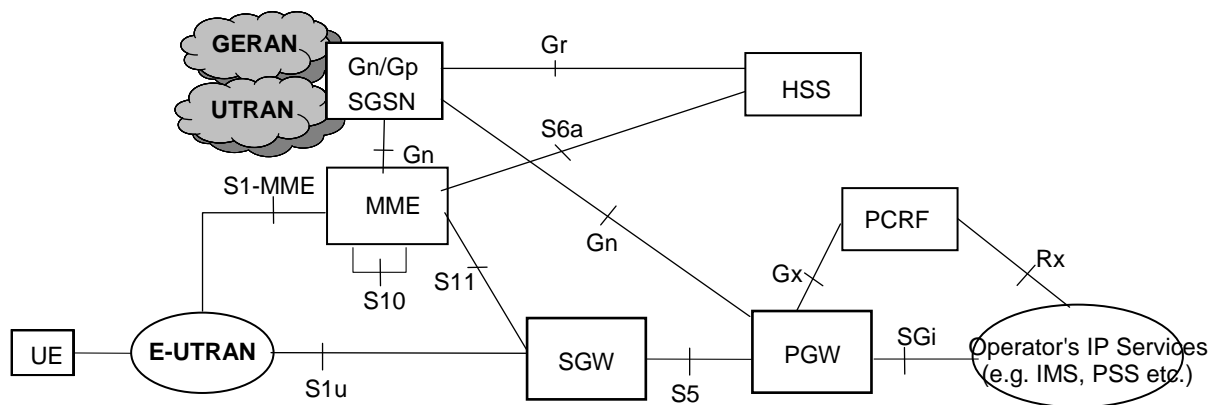 GERAN
Gr
Gn/Gp
SGSN
HSS
UTRAN
S6a
Gn
S1-MME
MME
PCRF
Gn
Gx
Rx
S11
S10
UE
E-UTRAN
SGW
PGW
SGi
Operator's IP Services
(e.g. IMS, PSS etc.)
S1u
S5